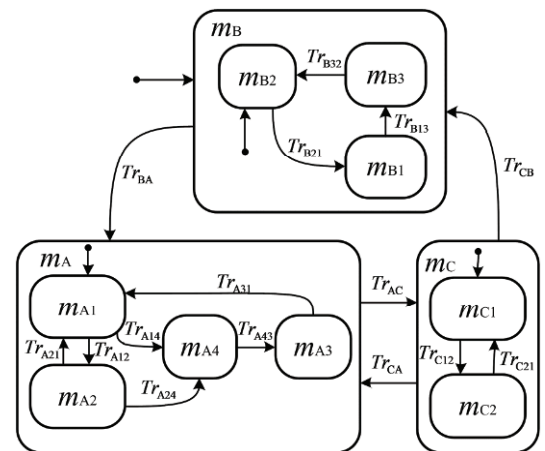 mB
TrB32
mB2
mB3
TrB21
TrB13
mB1
TrBA
TrCB
mA
mC
TrA31
TrAC
mA1
mC1
TrA14
TrA43
TrA21
TrA12
mA4
mA3
TrC12
TrC21
TrCA
mA2
TrA24
mC2